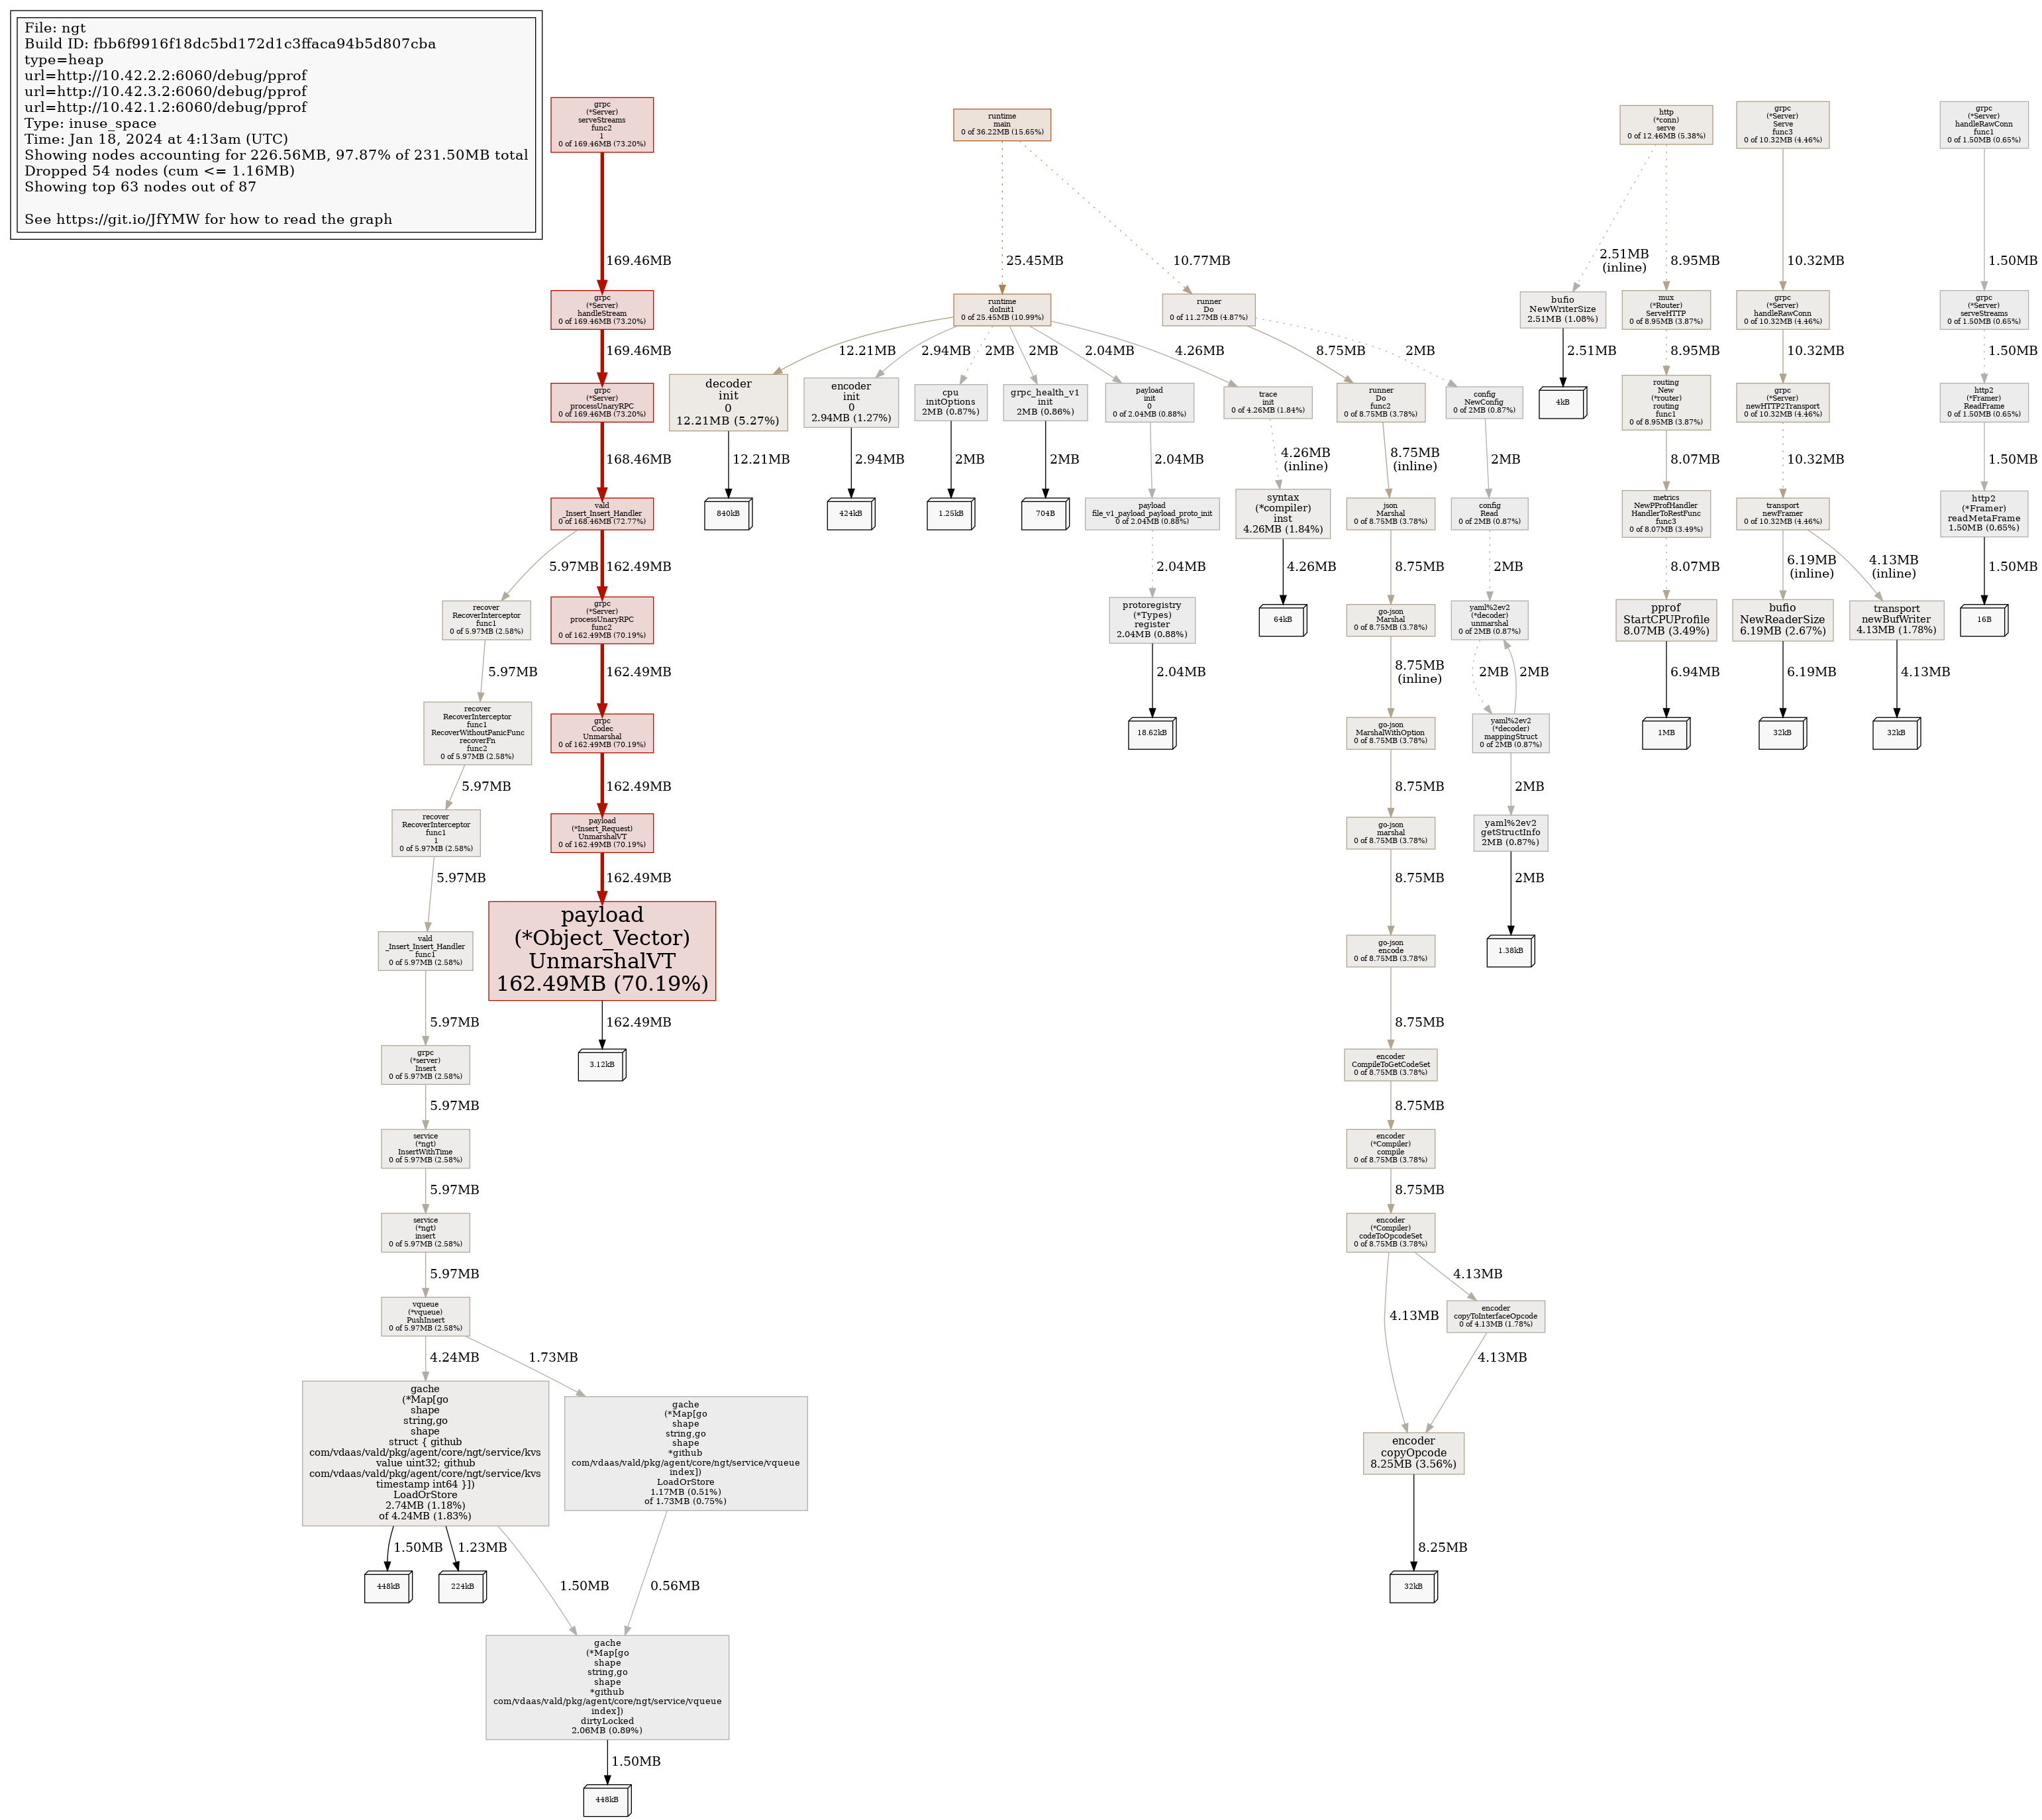 File: ngt
Build ID: fbb6f9916f18dc5bd172d1c3ffaca94b5d807cba
type=heap
url=http://10.42.2.2:6060/debug/pprof
url=http://10.42.3.2:6060/debug/pprof
url=http://10.42.1.2:6060/debug/pprof
Type: inuse_space
Time: Jan 18, 2024 at 4:13am (UTC)
Showing nodes accounting for 226.56MB, 97.87% of 231.50MB total
Dropped 54 nodes (cum <= 1.16MB)
Showing top 63 nodes out of 87
See https://git.io/JfYMW for how to read the graph
grpc
(*Server)
serveStreams
func2
1
0 of 169.46MB (73.20%)
169.46MB
grpc
(*Server)
handleStream
0 of 169.46MB (73.20%)
169.46MB
grpc
(*Server)
processUnaryRPC
0 of 169.46MB (73.20%)
168.46MB
vald
_Insert_Insert_Handler
0 of 168.46MB (72.77%)
5.97MB
162.49MB
grpc
(*Server)
processUnaryRPC
func2
0 of 162.49MB (70.19%)
162.49MB
grpc
Codec
Unmarshal
0 of 162.49MB (70.19%)
162.49MB
payload
(*Insert_Request)
UnmarshalVT
0 of 162.49MB (70.19%)
162.49MB
payload
(*Object_Vector)
UnmarshalVT
162.49MB (70.19%)
162.49MB
3.12kB
recover
RecoverInterceptor
func1
0 of 5.97MB (2.58%)
5.97MB
recover
RecoverInterceptor
func1
RecoverWithoutPanicFunc
recoverFn
func2
0 of 5.97MB (2.58%)
5.97MB
recover
RecoverInterceptor
func1
1
0 of 5.97MB (2.58%)
5.97MB
vald
_Insert_Insert_Handler
func1
0 of 5.97MB (2.58%)
5.97MB
grpc
(*server)
Insert
0 of 5.97MB (2.58%)
5.97MB
service
(*ngt)
InsertWithTime
0 of 5.97MB (2.58%)
5.97MB
service
(*ngt)
insert
0 of 5.97MB (2.58%)
5.97MB
vqueue
(*vqueue)
PushInsert
0 of 5.97MB (2.58%)
4.24MB
1.73MB
gache
(*Map[go
shape
string,go
shape
struct { github
com/vdaas/vald/pkg/agent/core/ngt/service/kvs
value uint32; github
com/vdaas/vald/pkg/agent/core/ngt/service/kvs
timestamp int64 }])
LoadOrStore
2.74MB (1.18%)
of 4.24MB (1.83%)
gache
(*Map[go
shape
string,go
shape
*github
com/vdaas/vald/pkg/agent/core/ngt/service/vqueue
index])
LoadOrStore
1.17MB (0.51%)
of 1.73MB (0.75%)
1.50MB
1.23MB
1.50MB
0.56MB
448kB
224kB
gache
(*Map[go
shape
string,go
shape
*github
com/vdaas/vald/pkg/agent/core/ngt/service/vqueue
index])
dirtyLocked
2.06MB (0.89%)
1.50MB
448kB
runtime
main
0 of 36.22MB (15.65%)
25.45MB
10.77MB
runtime
doInit1
0 of 25.45MB (10.99%)
12.21MB
2.94MB
2MB
2MB
2.04MB
4.26MB
decoder
init
0
12.21MB (5.27%)
12.21MB
840kB
encoder
init
0
2.94MB (1.27%)
2.94MB
424kB
cpu
initOptions
2MB (0.87%)
2MB
1.25kB
grpc_health_v1
init
2MB (0.86%)
2MB
704B
payload
init
0
0 of 2.04MB (0.88%)
2.04MB
payload
file_v1_payload_payload_proto_init
0 of 2.04MB (0.88%)
2.04MB
protoregistry
(*Types)
register
2.04MB (0.88%)
2.04MB
18.62kB
trace
init
0 of 4.26MB (1.84%)
4.26MB
(inline)
syntax
(*compiler)
inst
4.26MB (1.84%)
4.26MB
64kB
runner
Do
0 of 11.27MB (4.87%)
8.75MB
2MB
runner
Do
func2
0 of 8.75MB (3.78%)
8.75MB
(inline)
json
Marshal
0 of 8.75MB (3.78%)
8.75MB
go-json
Marshal
0 of 8.75MB (3.78%)
8.75MB
(inline)
go-json
MarshalWithOption
0 of 8.75MB (3.78%)
8.75MB
go-json
marshal
0 of 8.75MB (3.78%)
8.75MB
go-json
encode
0 of 8.75MB (3.78%)
8.75MB
encoder
CompileToGetCodeSet
0 of 8.75MB (3.78%)
8.75MB
encoder
(*Compiler)
compile
0 of 8.75MB (3.78%)
8.75MB
encoder
(*Compiler)
codeToOpcodeSet
0 of 8.75MB (3.78%)
4.13MB
4.13MB
encoder
copyToInterfaceOpcode
0 of 4.13MB (1.78%)
4.13MB
encoder
copyOpcode
8.25MB (3.56%)
8.25MB
32kB
config
NewConfig
0 of 2MB (0.87%)
2MB
config
Read
0 of 2MB (0.87%)
2MB
yaml%2ev2
(*decoder)
unmarshal
0 of 2MB (0.87%)
2MB
2MB
yaml%2ev2
(*decoder)
mappingStruct
0 of 2MB (0.87%)
2MB
yaml%2ev2
getStructInfo
2MB (0.87%)
2MB
1.38kB
http
(*conn)
serve
0 of 12.46MB (5.38%)
2.51MB
(inline)
8.95MB
bufio
NewWriterSize
2.51MB (1.08%)
2.51MB
4kB
mux
(*Router)
ServeHTTP
0 of 8.95MB (3.87%)
8.95MB
routing
New
(*router)
routing
func1
0 of 8.95MB (3.87%)
8.07MB
metrics
NewPProfHandler
HandlerToRestFunc
func3
0 of 8.07MB (3.49%)
8.07MB
pprof
StartCPUProfile
8.07MB (3.49%)
6.94MB
1MB
grpc
(*Server)
Serve
func3
0 of 10.32MB (4.46%)
10.32MB
grpc
(*Server)
handleRawConn
0 of 10.32MB (4.46%)
10.32MB
grpc
(*Server)
newHTTP2Transport
0 of 10.32MB (4.46%)
10.32MB
transport
newFramer
0 of 10.32MB (4.46%)
6.19MB
(inline)
4.13MB
(inline)
bufio
NewReaderSize
6.19MB (2.67%)
6.19MB
32kB
transport
newBufWriter
4.13MB (1.78%)
4.13MB
32kB
grpc
(*Server)
handleRawConn
func1
0 of 1.50MB (0.65%)
1.50MB
grpc
(*Server)
serveStreams
0 of 1.50MB (0.65%)
1.50MB
http2
(*Framer)
ReadFrame
0 of 1.50MB (0.65%)
1.50MB
http2
(*Framer)
readMetaFrame
1.50MB (0.65%)
1.50MB
16B